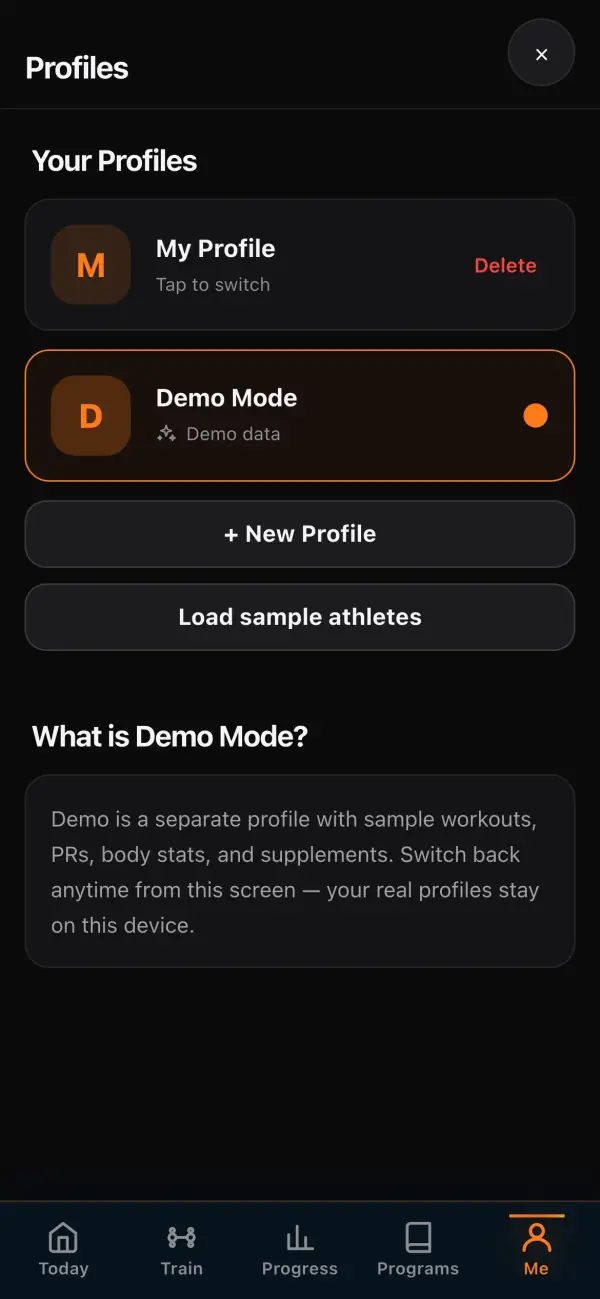 Profiles
×
Your Profiles
M
My Profile
Tap to switch
Delete
D
Demo Mode
Demo data
+ New Profile
Load sample athletes
What is Demo Mode?
Demo is a separate profile with sample workouts,
PRs, body stats, and supplements. Switch back
anytime from this screen — your real profiles stay
on this device.
Today
Train
Progress
Programs
Me